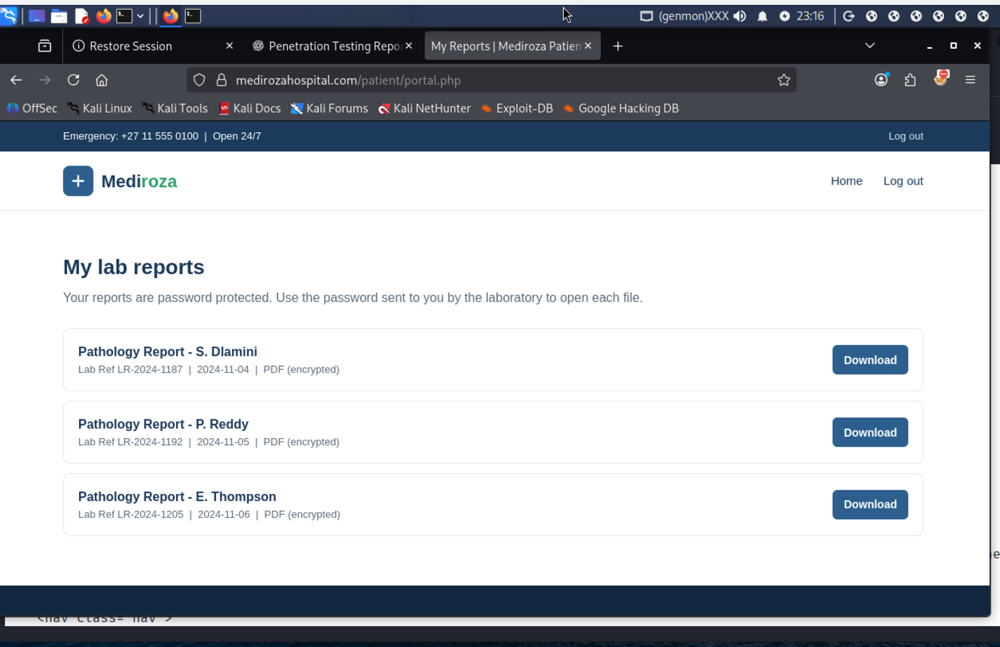 (genmon)XXX 23:16
Restore Session
Penetration Testing Repo
My Reports | Mediroza Patien
medirozahospital.com/patient/portal.php
OffSec Kali Linux Kali Tools Kali Docs Kali Forums Kali NetHunter Exploit-DB Google Hacking DB
Emergency: +27 11 555 0100 | Open 24/7 Log out
Mediroza Home Log out
My lab reports
Your reports are password protected. Use the password sent to you by the laboratory to open each file.
Pathology Report - S. Dlamini
Lab Ref LR-2024-1187 | 2024-11-04 | PDF (encrypted)
Download
Pathology Report - P. Reddy
Lab Ref LR-2024-1192 | 2024-11-05 | PDF (encrypted)
Download
Pathology Report - E. Thompson
Lab Ref LR-2024-1205 | 2024-11-06 | PDF (encrypted)
Download
<nav class="nav">